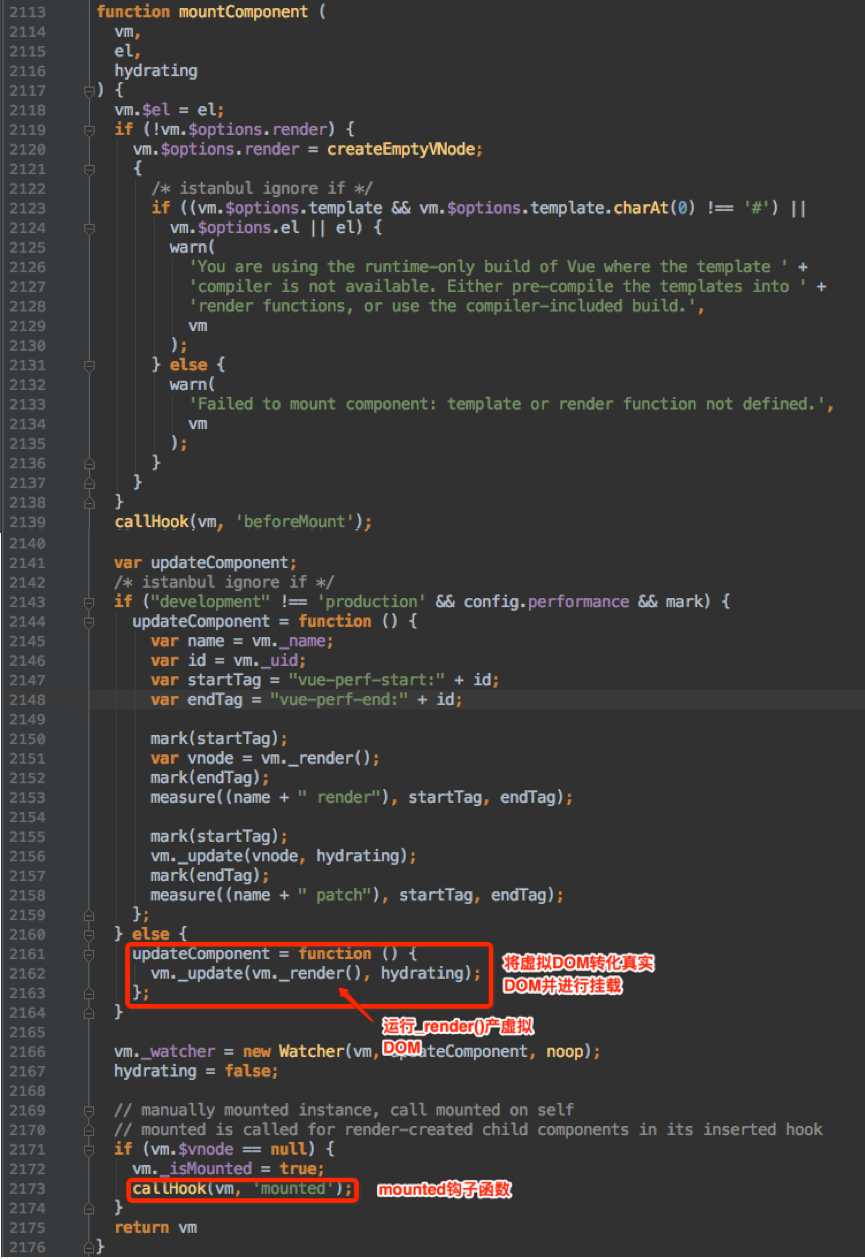 2113 function mountComponent (
2114 vm,
2115 el,
2116 hydrating
2117 ) {
2118 vm.$el = el;
2119 if (!vm.$options.render) {
2120 vm.$options.render = createEmptyVNode;
2121 {
2122 /* istanbul ignore if */
2123 if ((vm.$options.template && vm.$options.template.charAt(0) !== '#') ||
2124 vm.$options.el || el) {
2125 warn(
2126 'You are using the runtime-only build of Vue where the template ' +
2127 'compiler is not available. Either pre-compile the templates into ' +
2128 'render functions, or use the compiler-included build.',
2129 vm
2130 );
2131 } else {
2132 warn(
2133 'Failed to mount component: template or render function not defined.',
2134 vm
2135 );
2136 }
2137 }
2138 }
2139 callHook(vm, 'beforeMount');
2140
2141 var updateComponent;
2142 /* istanbul ignore if */
2143 if ("development" !== 'production' && config.performance && mark) {
2144 updateComponent = function () {
2145 var name = vm._name;
2146 var id = vm._uid;
2147 var startTag = "vue-perf-start:" + id;
2148 var endTag = "vue-perf-end:" + id;
2149
2150 mark(startTag);
2151 var vnode = vm._render();
2152 mark(endTag);
2153 measure((name + " render"), startTag, endTag);
2154
2155 mark(startTag);
2156 vm._update(vnode, hydrating);
2157 mark(endTag);
2158 measure((name + " patch"), startTag, endTag);
2159 };
2160 } else {
2161 updateComponent = function () {
2162 vm._update(vm._render(), hydrating);
2163 };
将虚拟DOM转化真实
DOM并进行挂载
2164 }
2165
运行_render()产虚拟
DOM
2166 vm._watcher = new Watcher(vm, updateComponent, noop);
2167 hydrating = false;
2168
2169 // manually mounted instance, call mounted on self
2170 // mounted is called for render-created child components in its inserted hook
2171 if (vm.$vnode == null) {
2172 vm._isMounted = true;
2173 callHook(vm, 'mounted'); mounted钩子函数
2174 }
2175 return vm
2176 }